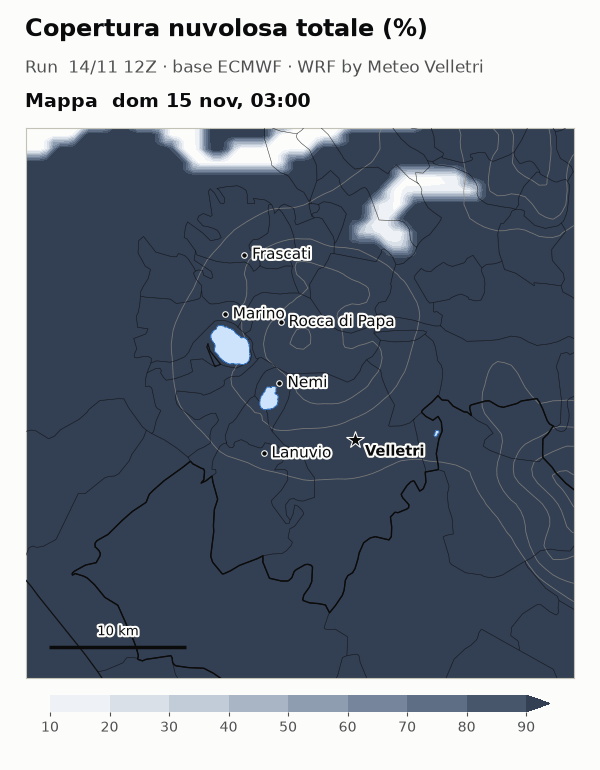 Copertura nuvolosa totale (%)
Run  14/11 12Z · base ECMWF · WRF by Meteo Velletri
Mappa  dom 15 nov, 03:00
Frascati
Marino
Rocca di Papa
Nemi
Velletri
Lanuvio
10 km
10 20 30 40 50 60 70 80 90